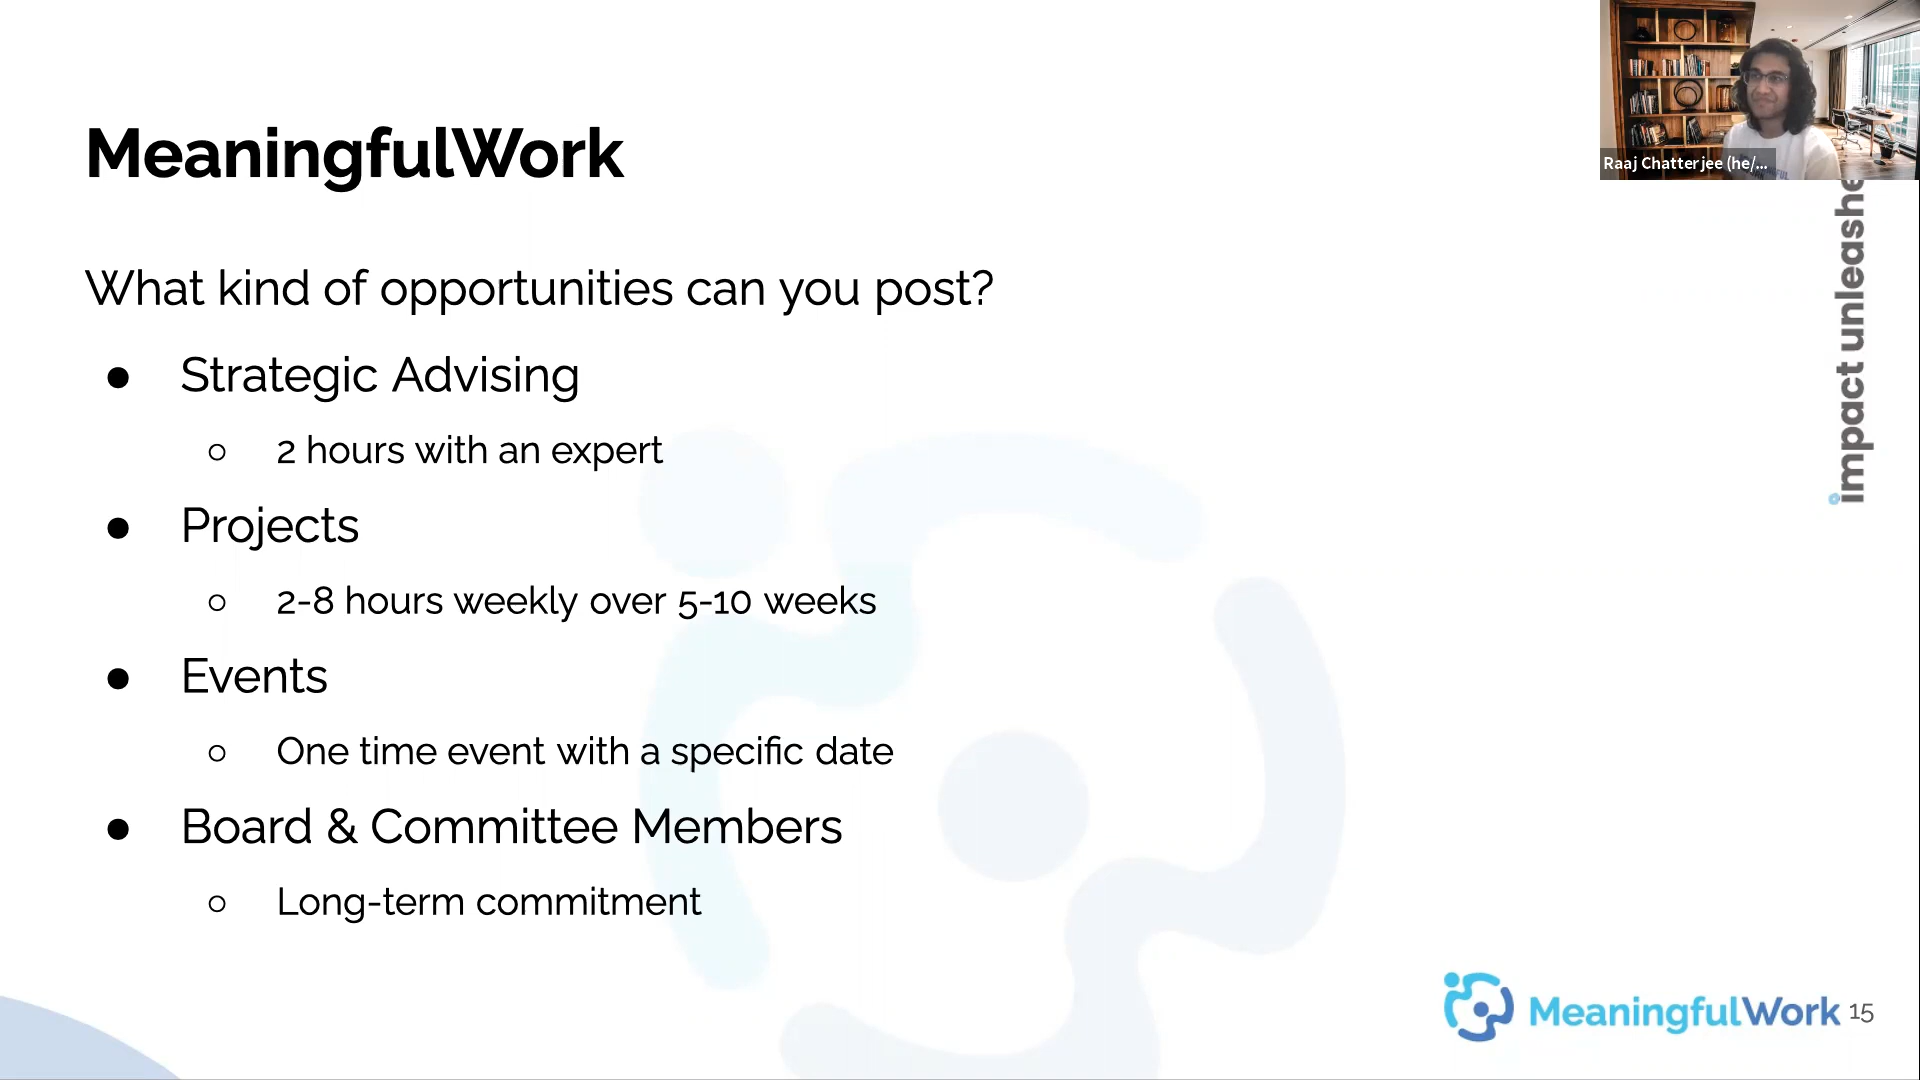 MeaningfulWork
What kind of opportunities can you post?
● Strategic Advising
○ 2 hours with an expert
● Projects
○ 2-8 hours weekly over 5-10 weeks
● Events
○ One time event with a specific date
● Board & Committee Members
○ Long-term commitment
Raaj Chatterjee (he/...
impact unleashe
MeaningfulWork 15